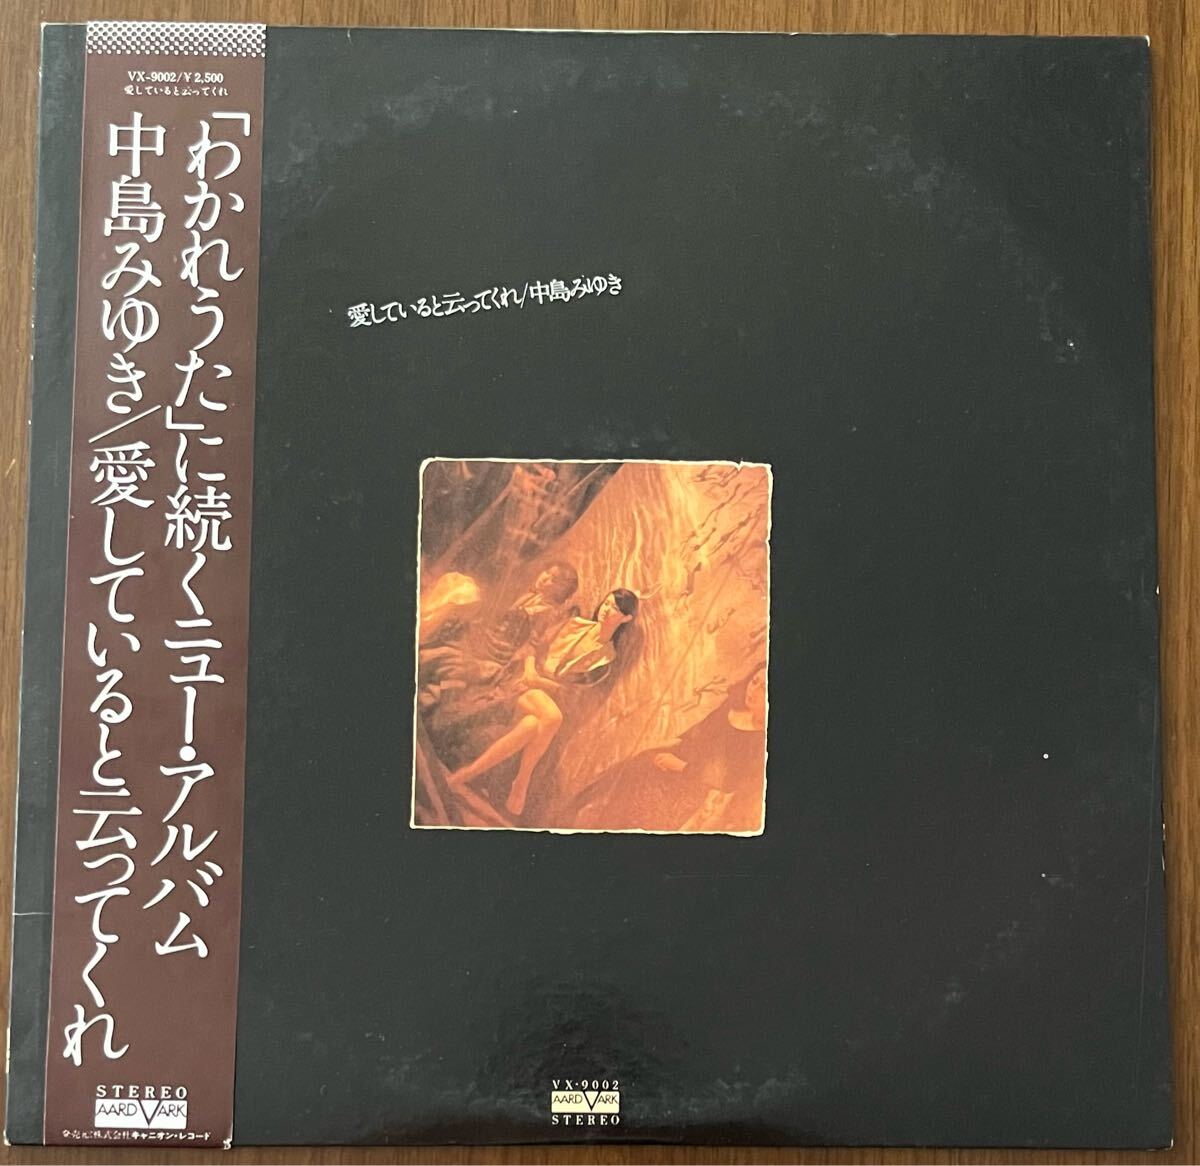 VX-9002/¥2,500
愛していると云ってくれ
「わかれうた」に続くニュー・アルバム
中島みゆき/愛していると云ってくれ
STEREO
AARD VARK
発売元:株式会社キャニオン・レコード
愛していると云ってくれ/中島みゆき
VX-9002
AARD VARK
STEREO